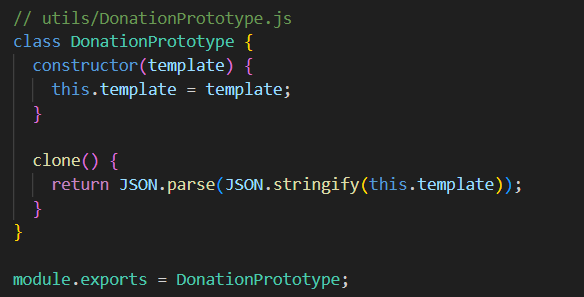 // utils/DonationPrototype.js
class DonationPrototype {
  constructor(template) {
    this.template = template;
  }

  clone() {
    return JSON.parse(JSON.stringify(this.template));
  }
}

module.exports = DonationPrototype;